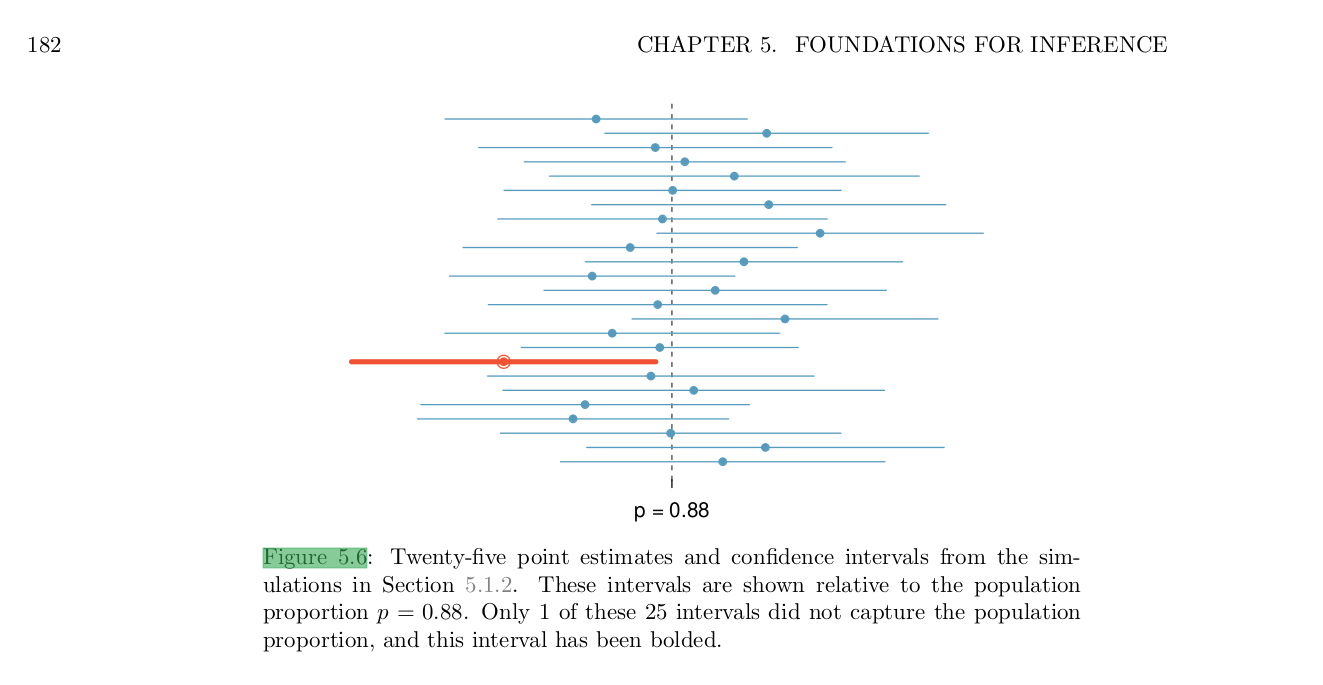 182
CHAPTER 5. FOUNDATIONS FOR INFERENCE
p = 0.88
Figure 5.6: Twenty-five point estimates and confidence intervals from the sim-
ulations in Section 5.1.2. These intervals are shown relative to the population
proportion p = 0.88. Only 1 of these 25 intervals did not capture the population
proportion, and this interval has been bolded.